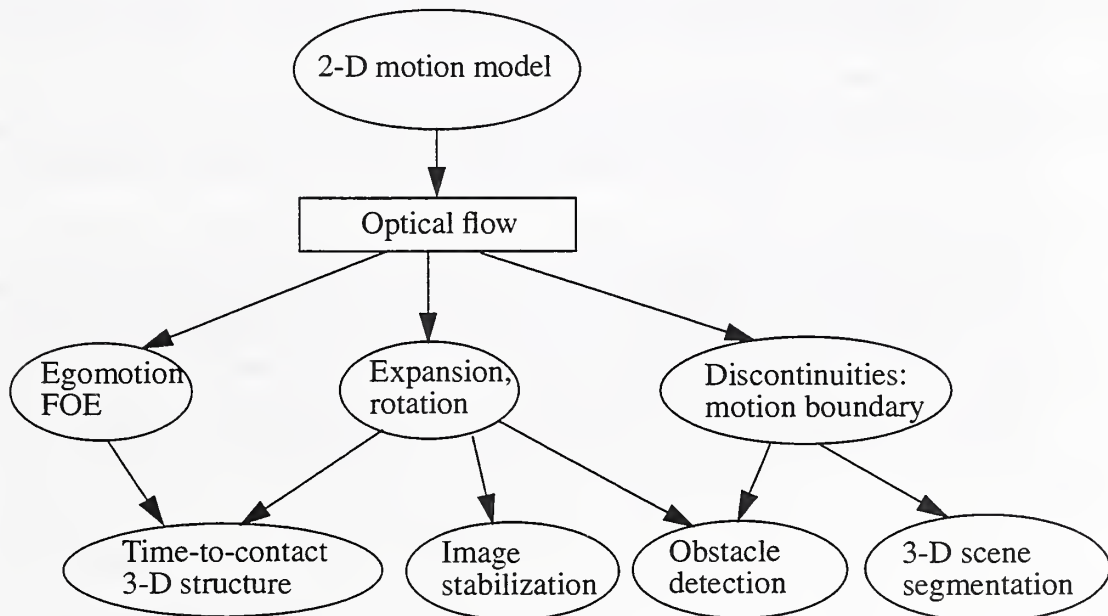 2-D motion model
Optical flow
Egomotion
FOE
Expansion,
rotation
Discontinuities:
motion boundary
Time-to-contact
3-D structure
Image
stabilization
Obstacle
detection
3-D scene
segmentation